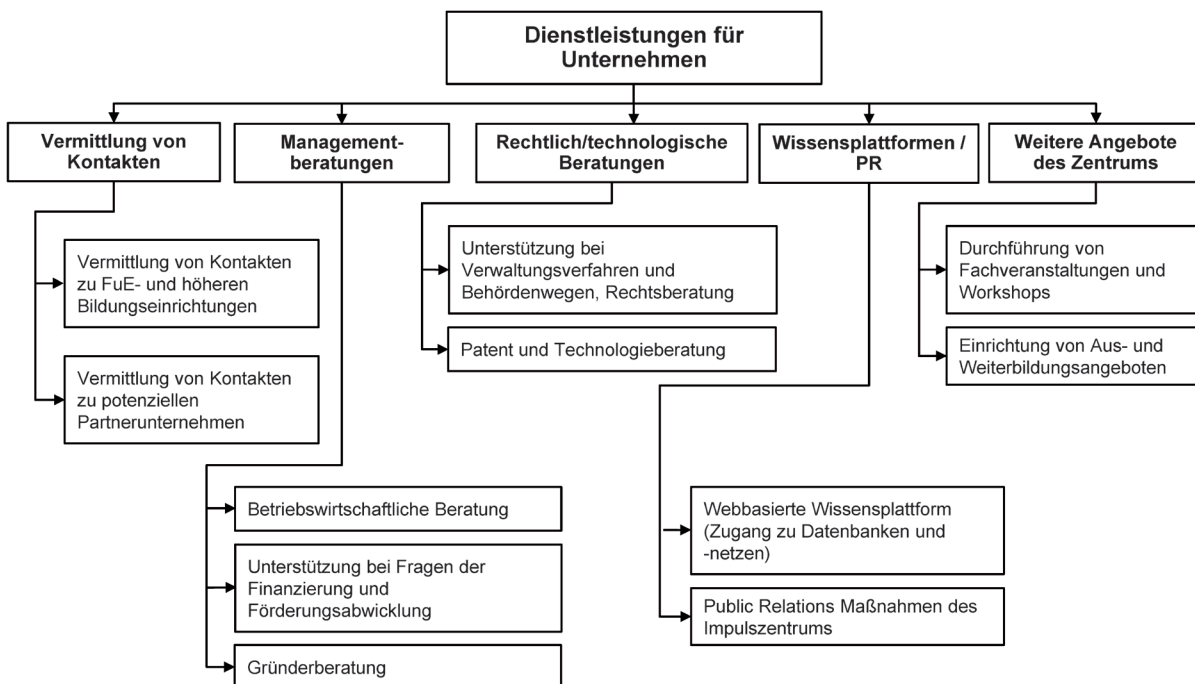 Dienstleistungen für
Unternehmen
Vermittlung von
Kontakten
Management-
beratungen
Rechtlich/technologische
Beratungen
Wissensplattformen /
PR
Weitere Angebote
des Zentrums
Vermittlung von Kontakten
zu FuE- und höheren
Bildungseinrichtungen
Vermittlung von Kontakten
zu potenziellen
Partnerunternehmen
Betriebswirtschaftliche Beratung
Unterstützung bei Fragen der
Finanzierung und
Förderungsabwicklung
Gründerberatung
Unterstützung bei
Verwaltungsverfahren und
Behördenwegen, Rechtsberatung
Patent und Technologieberatung
Webbasierte Wissensplattform
(Zugang zu Datenbanken und
-netzen)
Public Relations Maßnahmen des
Impulszentrums
Durchführung von
Fachveranstaltungen und
Workshops
Einrichtung von Aus- und
Weiterbildungsangeboten